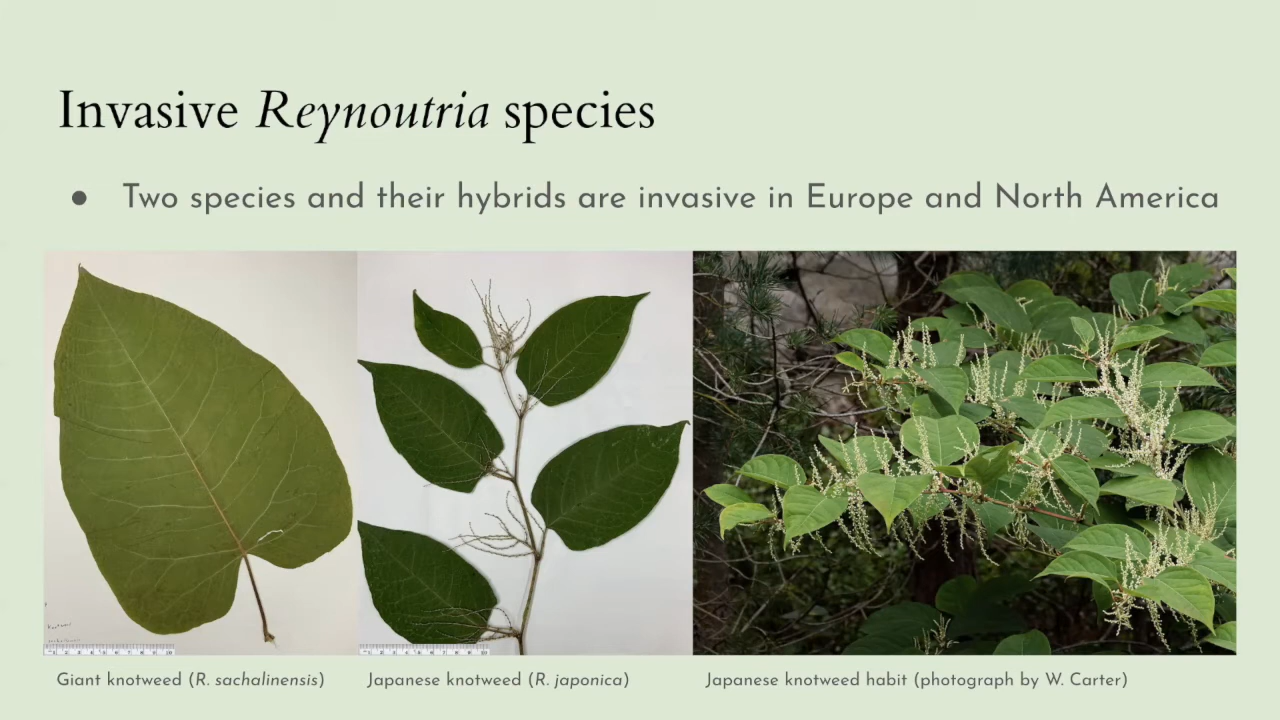 Invasive Reynoutria species
● Two species and their hybrids are invasive in Europe and North America
Giant knotweed (R. sachalinensis)
Japanese knotweed (R. japonica)
Japanese knotweed habit (photograph by W. Carter)